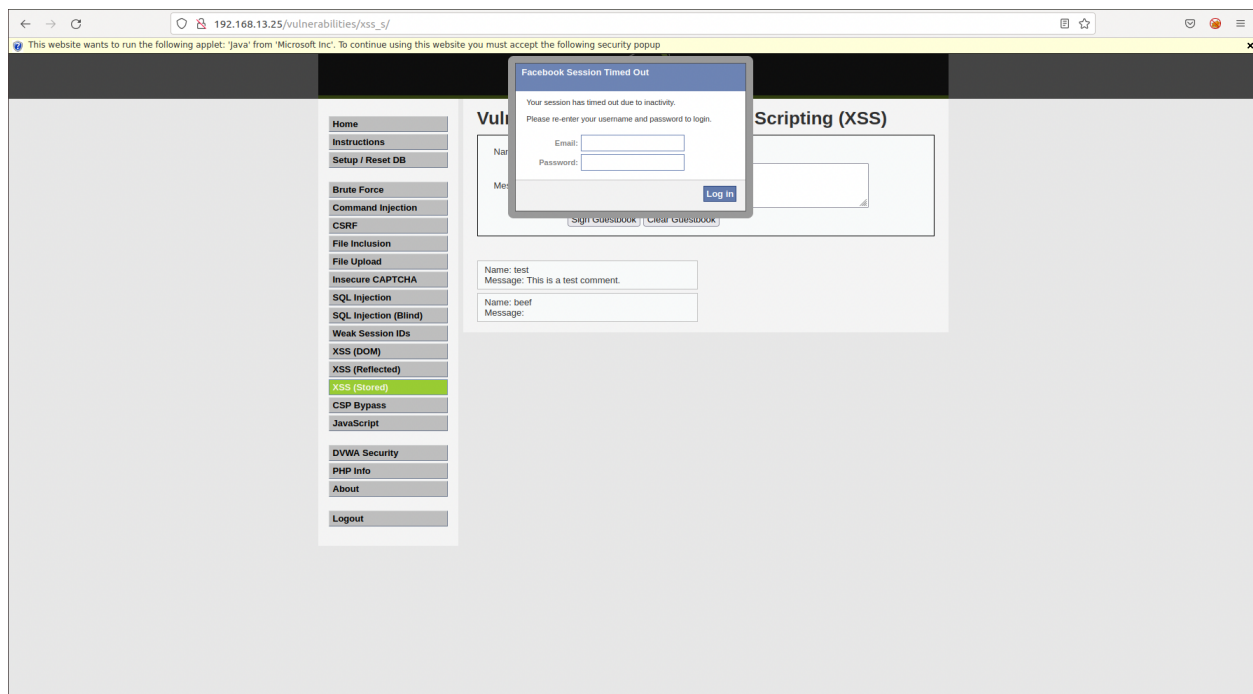 192.168.13.25/vulnerabilities/xss_s/
This website wants to run the following applet: 'Java' from 'Microsoft Inc'. To continue using this website you must accept the following security popup
Facebook Session Timed Out
Your session has timed out due to inactivity.
Please re-enter your username and password to login.
Email:
Password:
Log in
Scripting (XSS)
Sign Guestbook Clear Guestbook
Name: test
Message: This is a test comment.
Name: beef
Message:
Home
Instructions
Setup / Reset DB
Brute Force
Command Injection
CSRF
File Inclusion
File Upload
Insecure CAPTCHA
SQL Injection
SQL Injection (Blind)
Weak Session IDs
XSS (DOM)
XSS (Reflected)
XSS (Stored)
CSP Bypass
JavaScript
DVWA Security
PHP Info
About
Logout